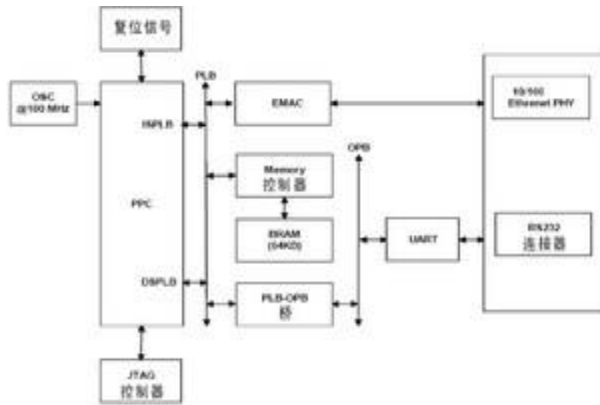 复位信号
OSC
@100 MHz
PLB
EMAC
10/100
Ethernet PHY
ISPLB
OPB
Memory
控制器
PPC
BRAM
(64KB)
UART
RS232
连接器
DSPLB
PLB-OPB
桥
JTAG
控制器